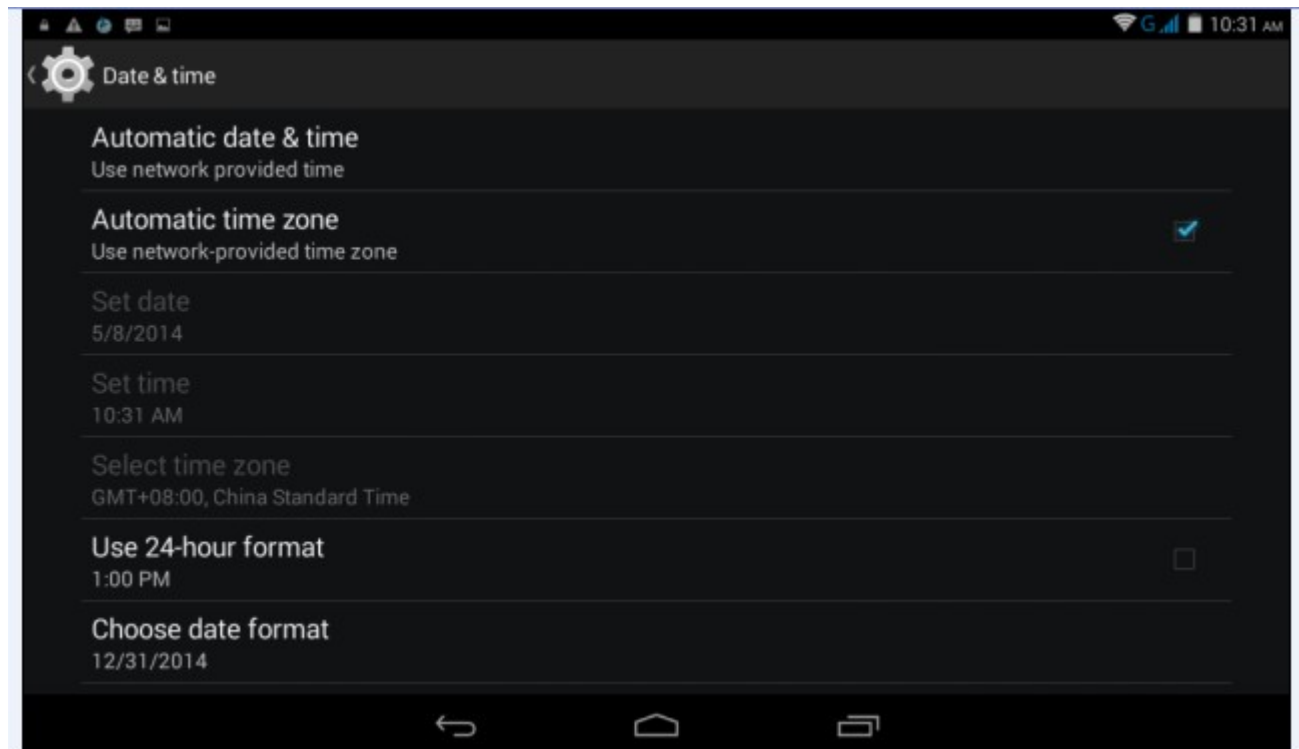 G 10:31 AM
Date & time
Automatic date & time
Use network provided time
Automatic time zone
Use network-provided time zone
Set date
5/8/2014
Set time
10:31 AM
Select time zone
GMT+08:00, China Standard Time
Use 24-hour format
1:00 PM
Choose date format
12/31/2014